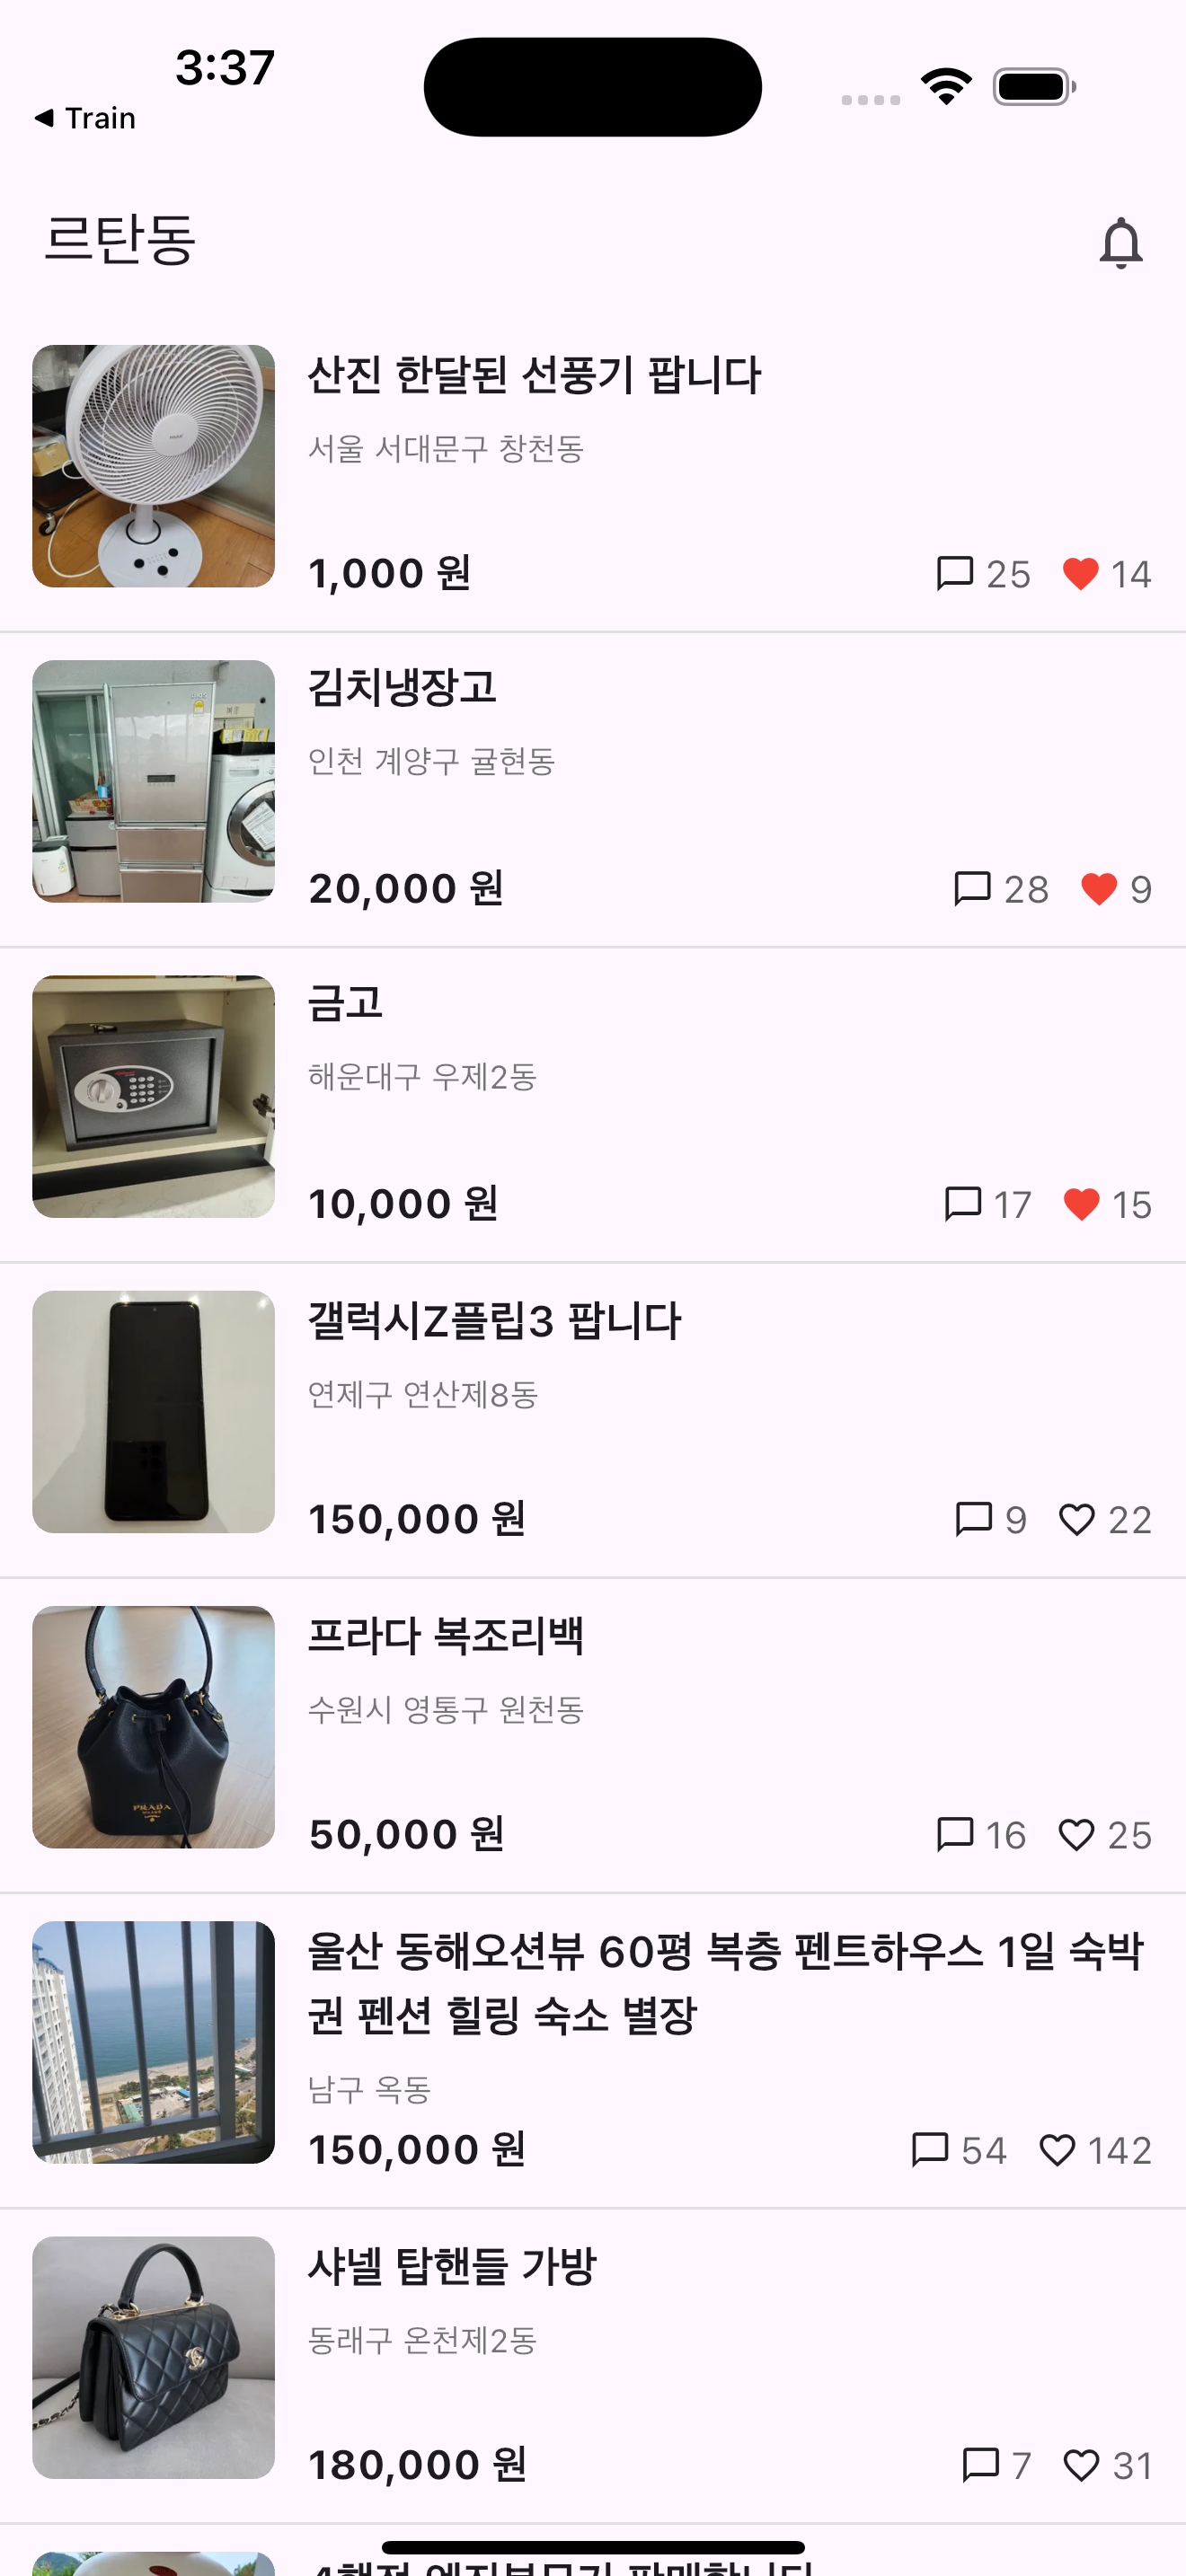 3:37
◀ Train
르탄동
산진 한달된 선풍기 팝니다
서울 서대문구 창천동
1,000 원
25
14
김치냉장고
인천 계양구 귤현동
20,000 원
28
9
금고
해운대구 우제2동
10,000 원
17
15
갤럭시Z플립3 팝니다
연제구 연산제8동
150,000 원
9
22
프라다 복조리백
수원시 영통구 원천동
50,000 원
16
25
PRADA
울산 동해오션뷰 60평 복층 펜트하우스 1일 숙박
권 펜션 힐링 숙소 별장
남구 옥동
150,000 원
54
142
샤넬 탑핸들 가방
동래구 온천제2동
180,000 원
7
31